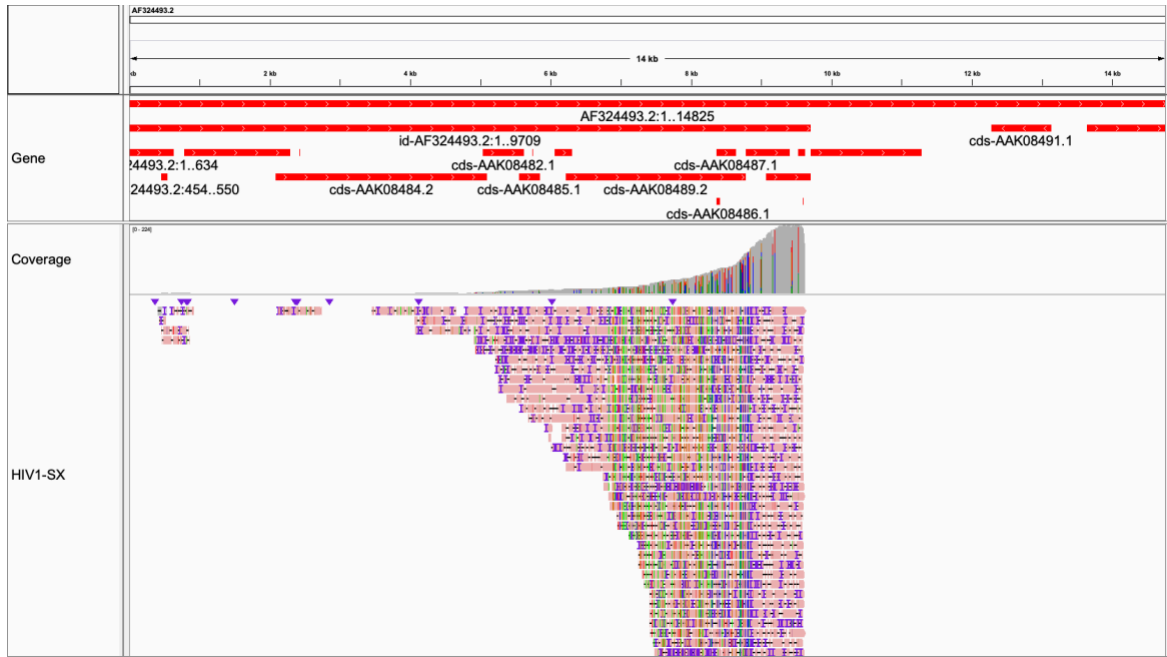 AF324493.2
14 kb
kb 2 kb 4 kb 6 kb 8 kb 10 kb 12 kb 14 kb
AF324493.2:1..14825
id-AF324493.2:1..9709
cds-AAK08491.1
Gene
24493.2:1..634 cds-AAK08482.1 cds-AAK08487.1
24493.2:454..550 cds-AAK08484.2 cds-AAK08485.1 cds-AAK08489.2
cds-AAK08486.1
Coverage
[0 - 224]
HIV1-SX